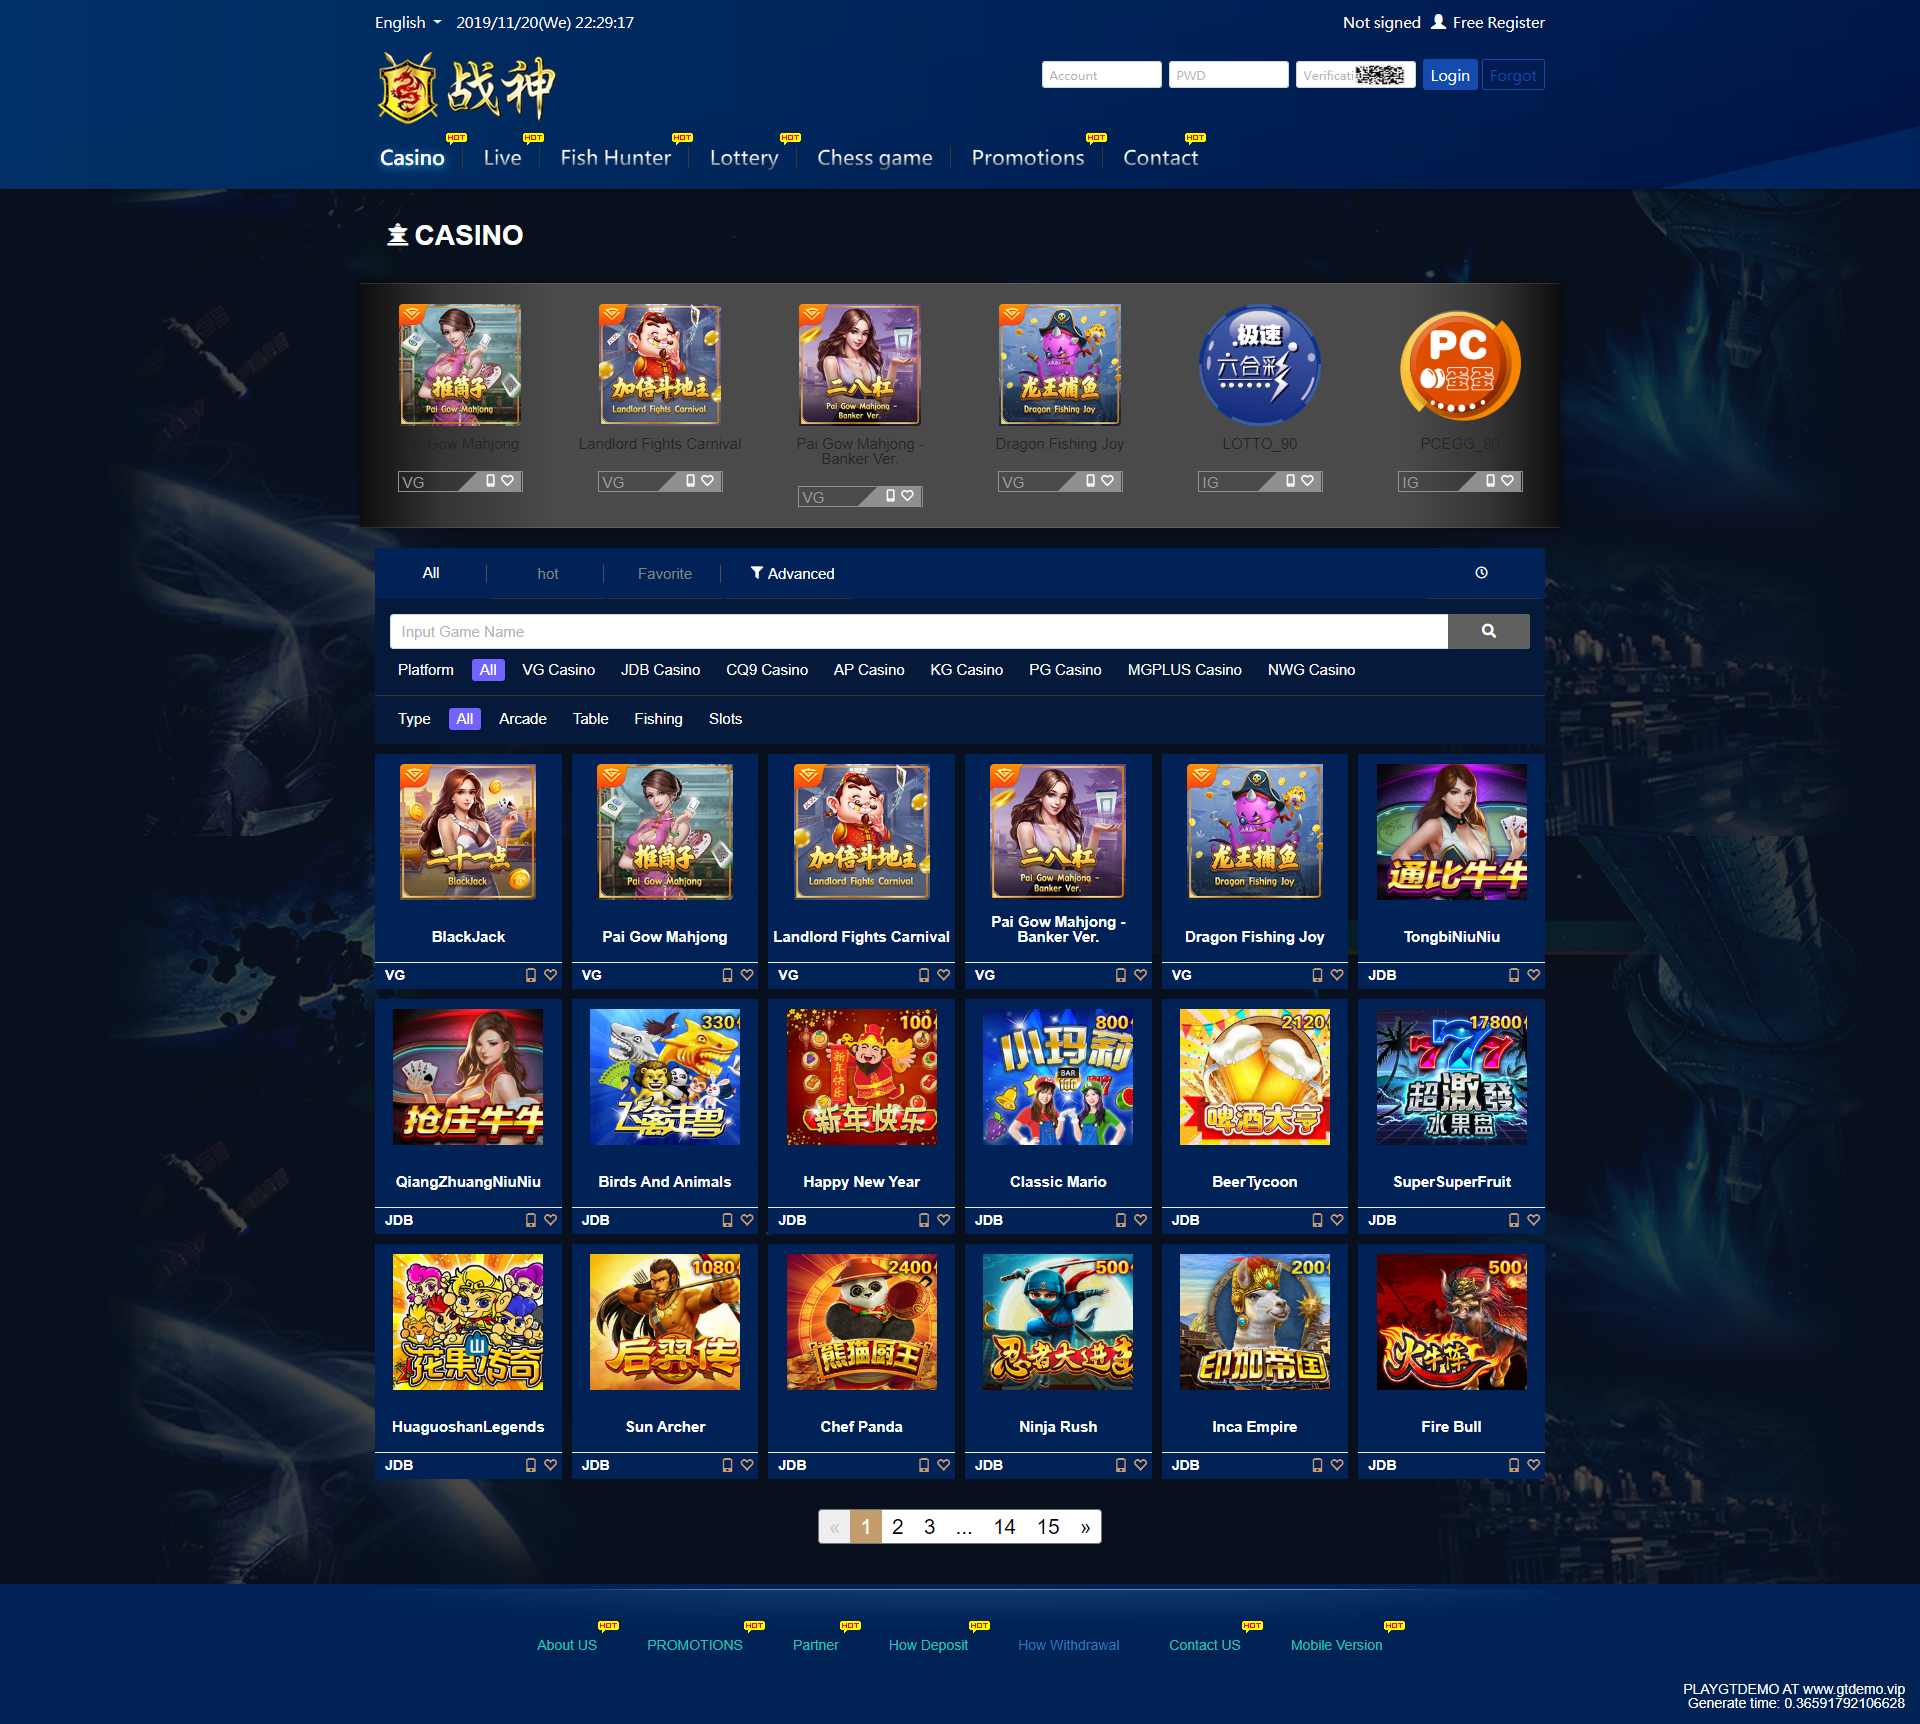 English
2019/11/20(We) 22:29:17
Not signed
Free Register
战神
Account
PWD
Login
Forgot
HOT
HOT
HOT
HOT
HOT
HOT
Casino
Live
Fish Hunter
Lottery
Chess game
Promotions
Contact
CASINO
推筒子
Pai Gow Mahjong
加倍斗地主
Landlord Fights Carnival
二八杠
Pai Gow Mahjong -
Banker Ver.
龙王捕鱼
Dragon Fishing Joy
极速
六合彩
PC
蛋蛋
Gow Mahjong
Landlord Fights Carnival
Pai Gow Mahjong -
Banker Ver.
Dragon Fishing Joy
LOTTO_90
PCEGG_90
VG
VG
VG
VG
IG
IG
All
hot
Favorite
Advanced
Input Game Name
Platform
All
VG Casino
JDB Casino
CQ9 Casino
AP Casino
KG Casino
PG Casino
MGPLUS Casino
NWG Casino
Type
All
Arcade
Table
Fishing
Slots
二十一点
BlackJack
推筒子
Pai Gow Mahjong
加倍斗地主
Landlord Fights Carnival
二八杠
Pai Gow Mahjong -
Banker Ver.
龙王捕鱼
Dragon Fishing Joy
通比牛牛
BlackJack
Pai Gow Mahjong
Landlord Fights Carnival
Pai Gow Mahjong -
Banker Ver.
Dragon Fishing Joy
TongbiNiuNiu
VG
VG
VG
VG
VG
JDB
抢庄牛牛
330
飞禽走兽
100
新年快乐
新年快乐
800
小玛莉
BAR
100
2120
啤酒大亨
17800
777
超激發
水果盘
QiangZhuangNiuNiu
Birds And Animals
Happy New Year
Classic Mario
BeerTycoon
SuperSuperFruit
JDB
JDB
JDB
JDB
JDB
JDB
山
花果传奇
1080
后羿传
2400
熊猫厨王
500
忍者大进
200
印加帝国
500
火牛阵
HuaguoshanLegends
Sun Archer
Chef Panda
Ninja Rush
Inca Empire
Fire Bull
JDB
JDB
JDB
JDB
JDB
JDB
« 1 2 3 ... 14 15 »
HOT
HOT
HOT
HOT
HOT
HOT
About US
PROMOTIONS
Partner
How Deposit
How Withdrawal
Contact US
Mobile Version
PLAYGTDEMO AT www.gtdemo.vip
Generate time: 0.36591792106628